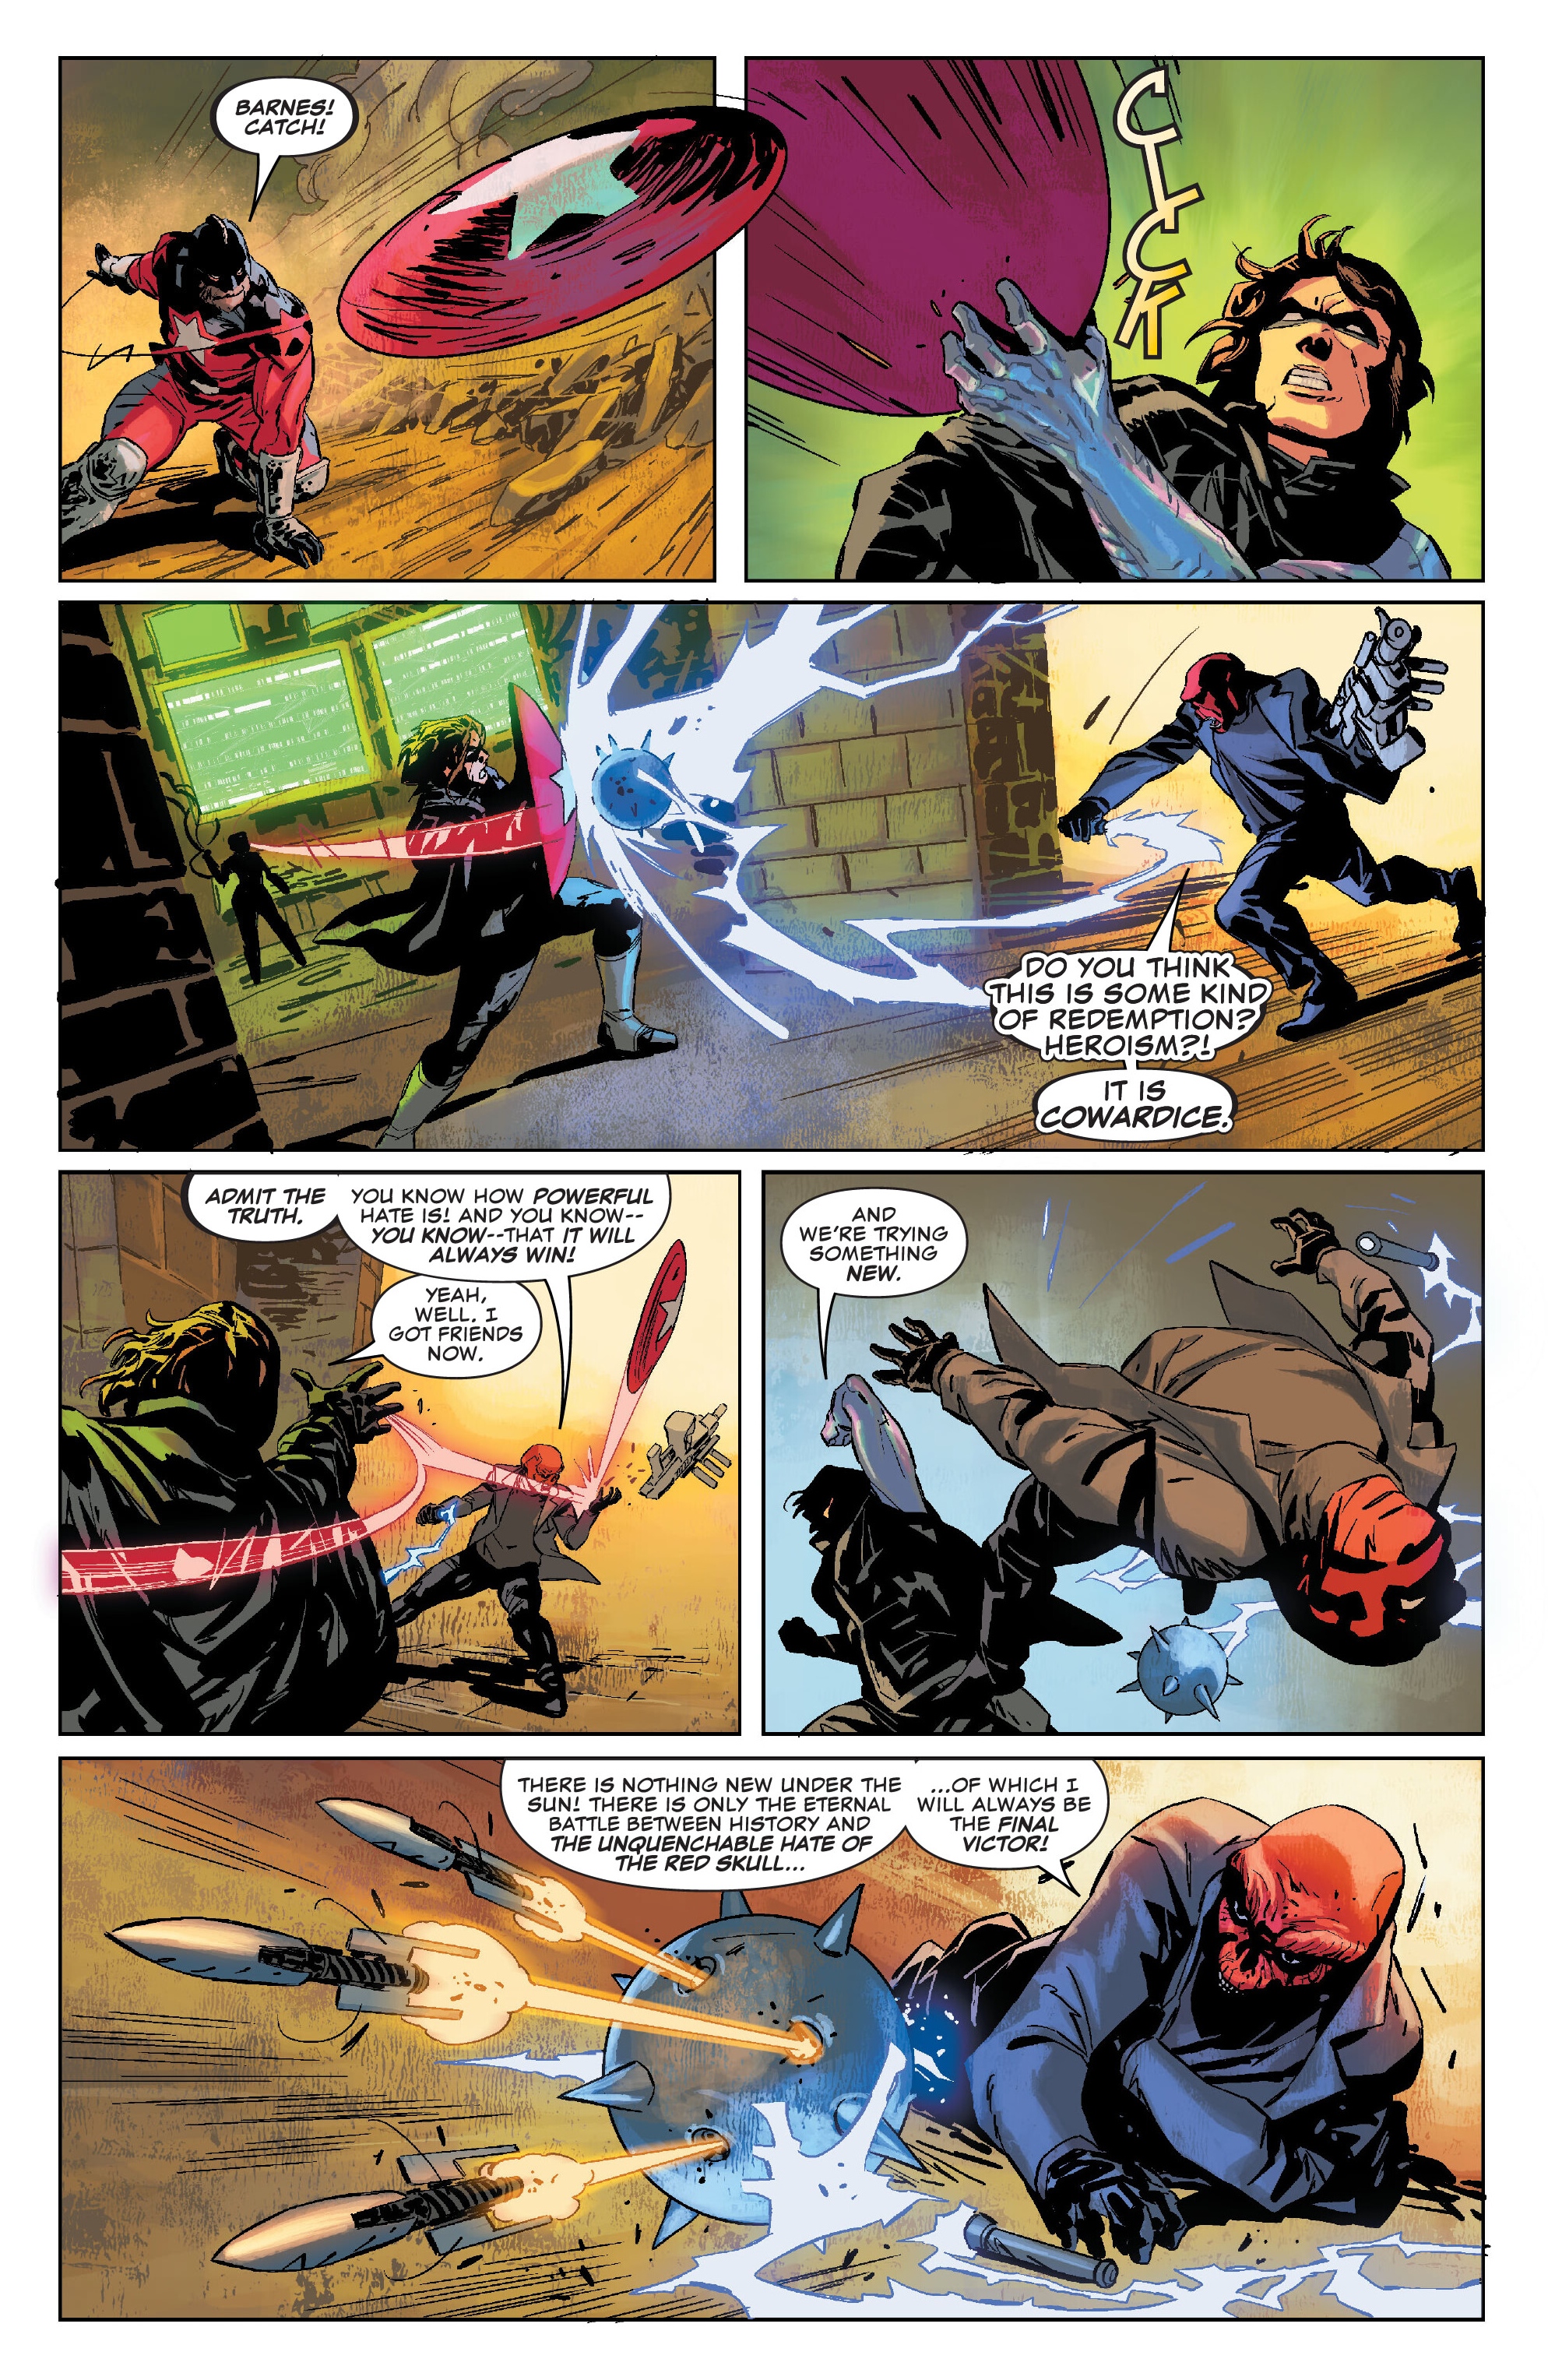 BARNES!
CATCH!
CLICK
DO YOU THINK
THIS IS SOME KIND
OF REDEMPTION?
HEROISM?!
IT IS
COWARDICE.
ADMIT THE
TRUTH.
YOU KNOW HOW POWERFUL
HATE IS! AND YOU KNOW--
YOU KNOW--THAT IT WILL
ALWAYS WIN!
YEAH,
WELL. I
GOT FRIENDS
NOW.
AND
WE'RE TRYING
SOMETHING
NEW.
THERE IS NOTHING NEW UNDER THE
SUN! THERE IS ONLY THE ETERNAL
BATTLE BETWEEN HISTORY AND
THE UNQUENCHABLE HATE OF
THE RED SKULL...
...OF WHICH I
WILL ALWAYS BE
THE FINAL
VICTOR!